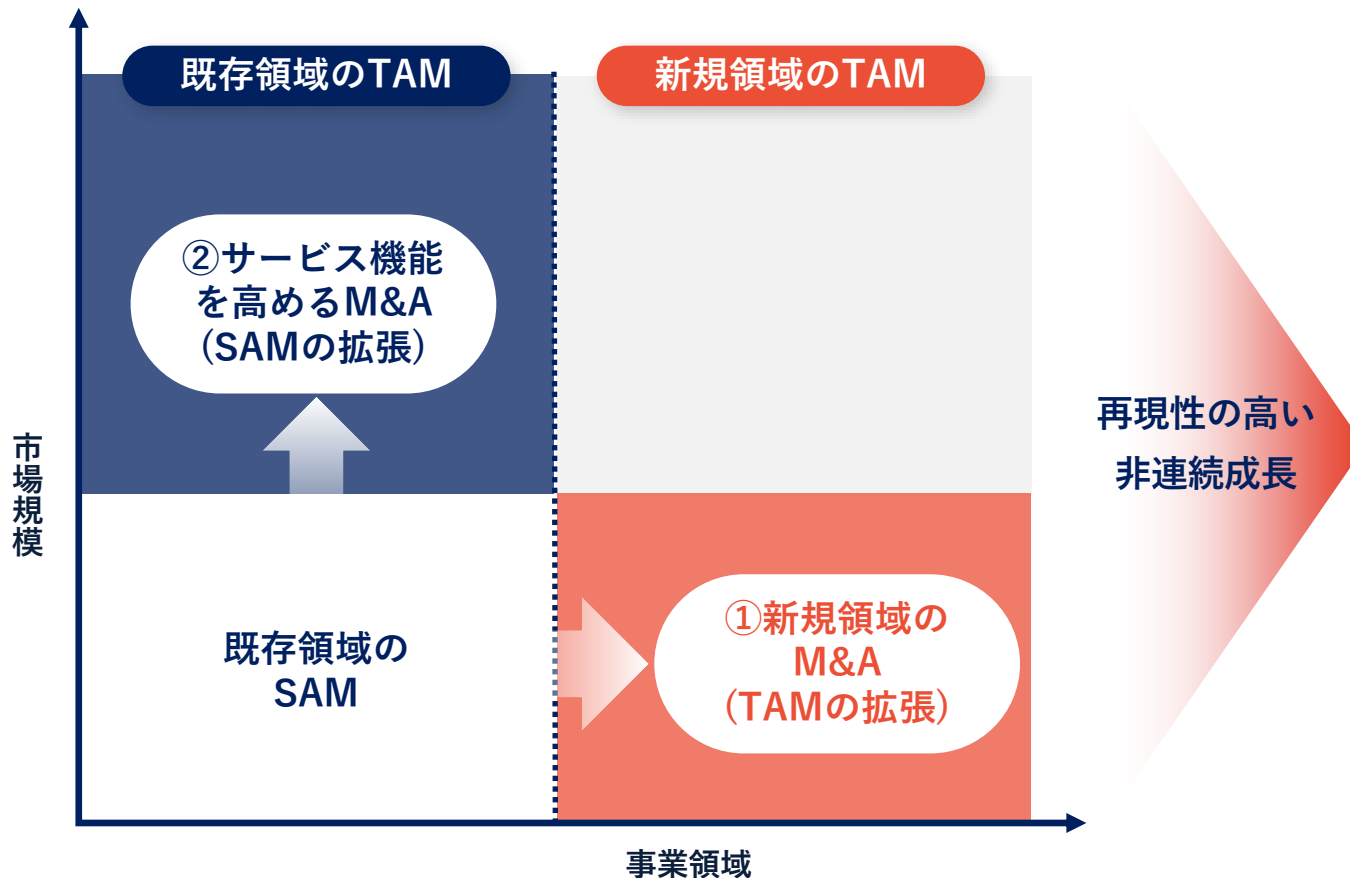 既存領域のTAM
新規領域のTAM
②サービス機能
を高めるM&A
（SAMの拡張）
市場規模
既存領域の
SAM
①新規領域の
M&A
（TAMの拡張）
事業領域
再現性の高い
非連続成長